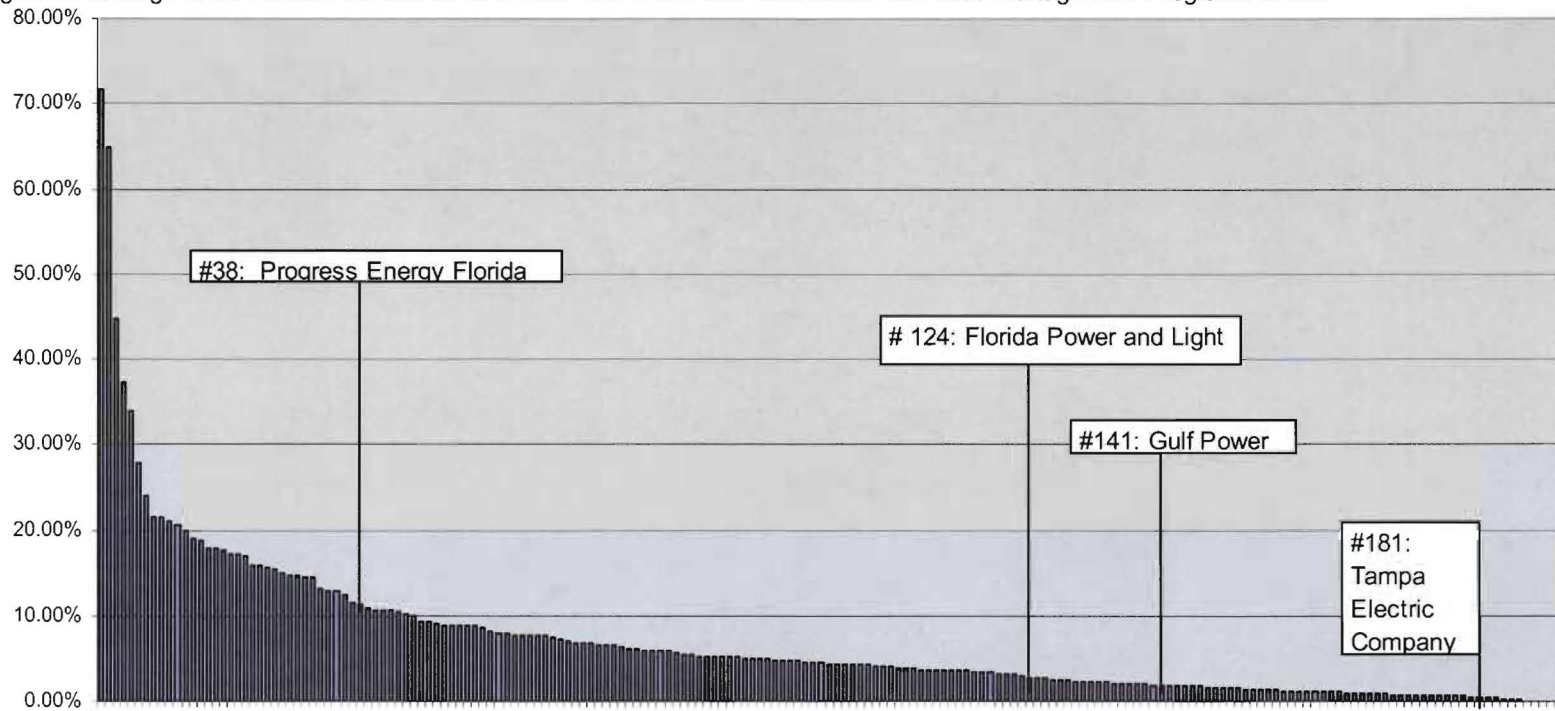 80.00%
70.00%
60.00%
50.00%
40.00%
30.00%
20.00%
10.00%
0.00%
#38: Progress Energy Florida
# 124: Florida Power and Light
#141: Gulf Power
#181:
Tampa
Electric
Company